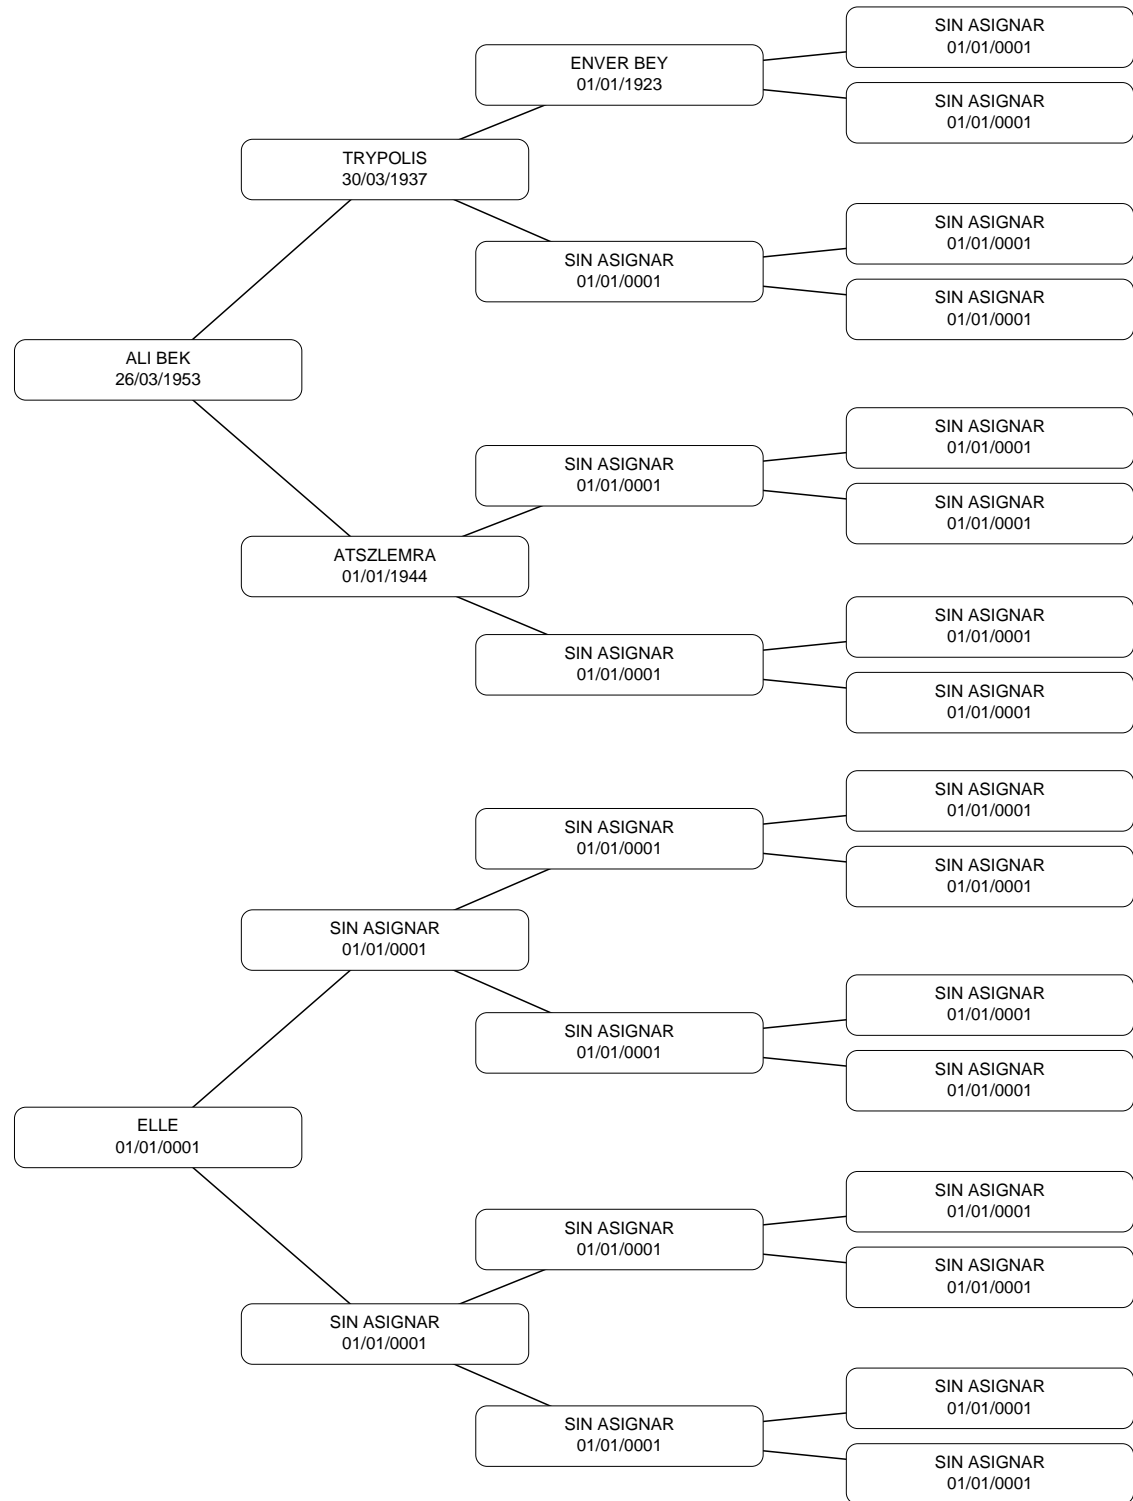 SIN ASIGNAR
01/01/0001
ENVER BEY
01/01/1923
SIN ASIGNAR
01/01/0001
TRYPOLIS
30/03/1937
SIN ASIGNAR
01/01/0001
SIN ASIGNAR
01/01/0001
SIN ASIGNAR
01/01/0001
ALI BEK
26/03/1953
SIN ASIGNAR
01/01/0001
SIN ASIGNAR
01/01/0001
SIN ASIGNAR
01/01/0001
ATSZLEMRA
01/01/1944
SIN ASIGNAR
01/01/0001
SIN ASIGNAR
01/01/0001
SIN ASIGNAR
01/01/0001
SIN ASIGNAR
01/01/0001
SIN ASIGNAR
01/01/0001
SIN ASIGNAR
01/01/0001
SIN ASIGNAR
01/01/0001
SIN ASIGNAR
01/01/0001
SIN ASIGNAR
01/01/0001
SIN ASIGNAR
01/01/0001
ELLE
01/01/0001
SIN ASIGNAR
01/01/0001
SIN ASIGNAR
01/01/0001
SIN ASIGNAR
01/01/0001
SIN ASIGNAR
01/01/0001
SIN ASIGNAR
01/01/0001
SIN ASIGNAR
01/01/0001
SIN ASIGNAR
01/01/0001